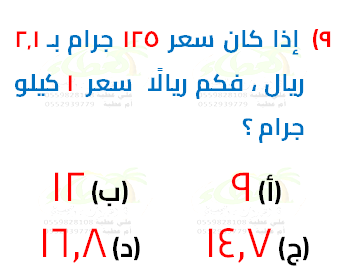 ٩) إذا كان سعر ١٢٥ جرام بـ ٢,١
ريال ، فكم ريالًا سعر ١ كيلو
جرام ؟
(أ) ٩ (ب) ١٢
(ج) ١٤,٧ (د) ١٦,٨